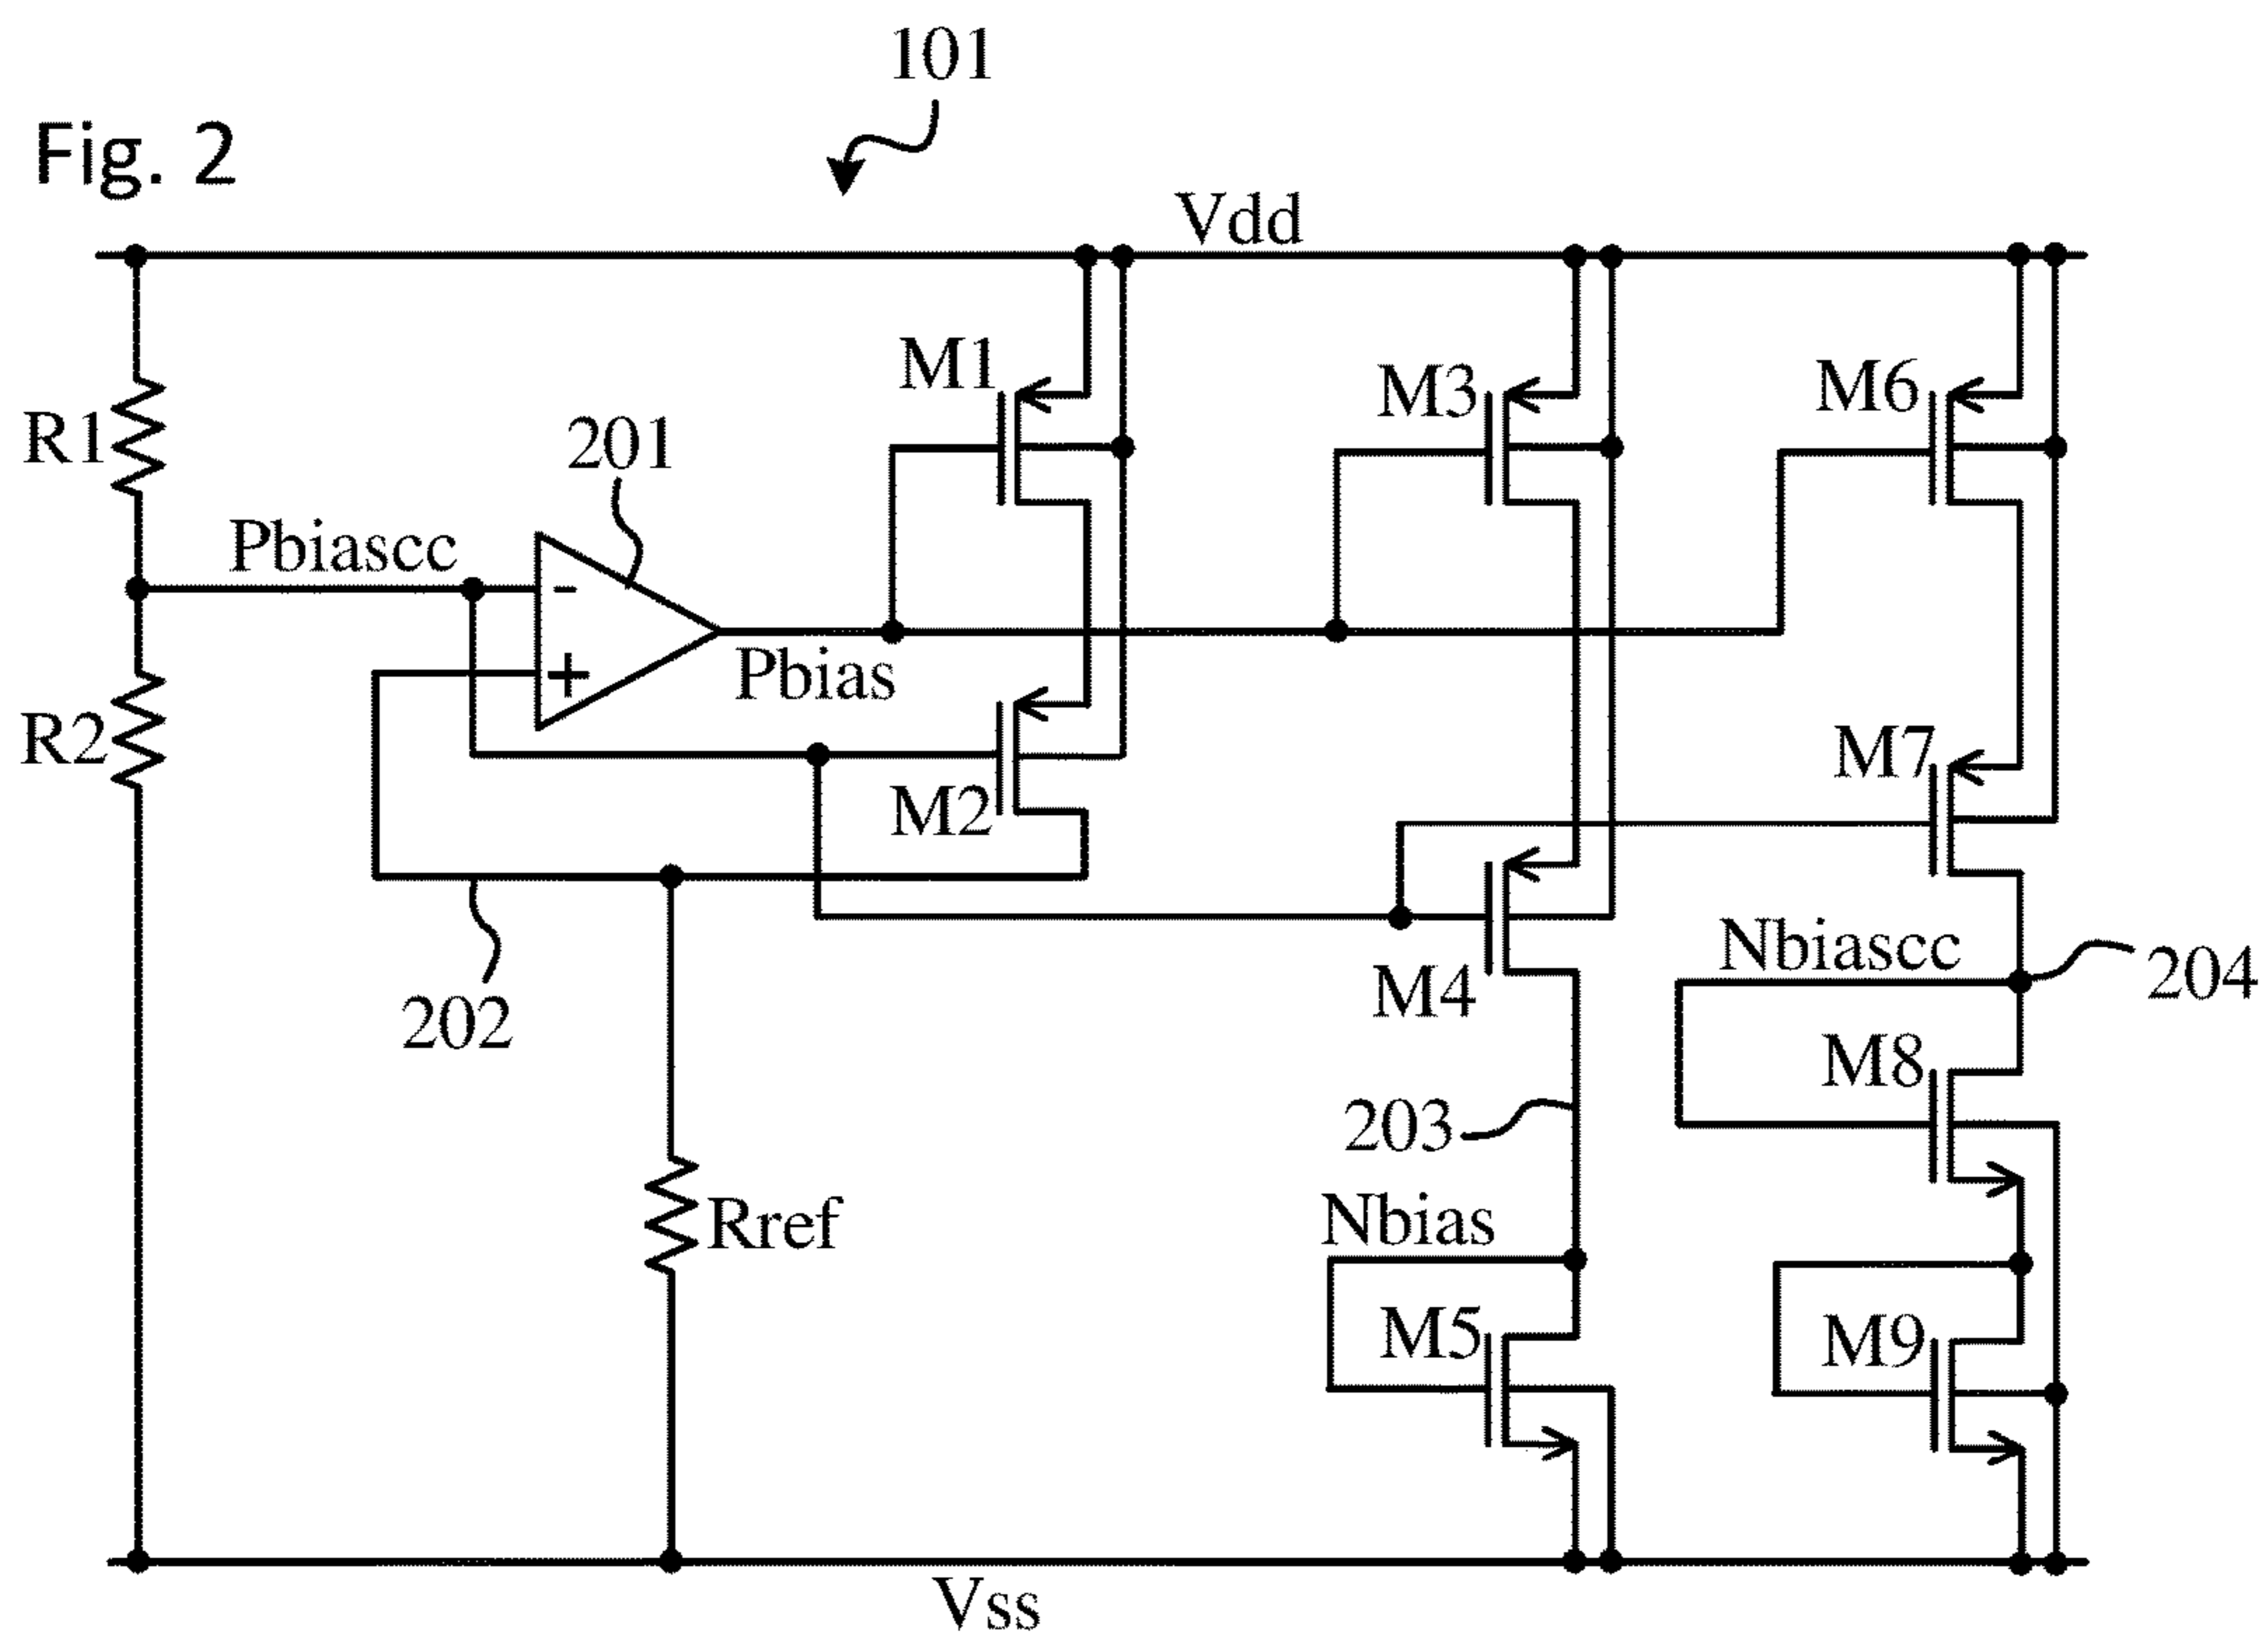 101
Fig. 2
Vdd
M1
M3
M6
R1
201
Pbiascc
-
+
Pbias
R2
M2
M7
Nbiascc
204
202
M4
M8
203
Rref
Nbias
M5
M9
Vss